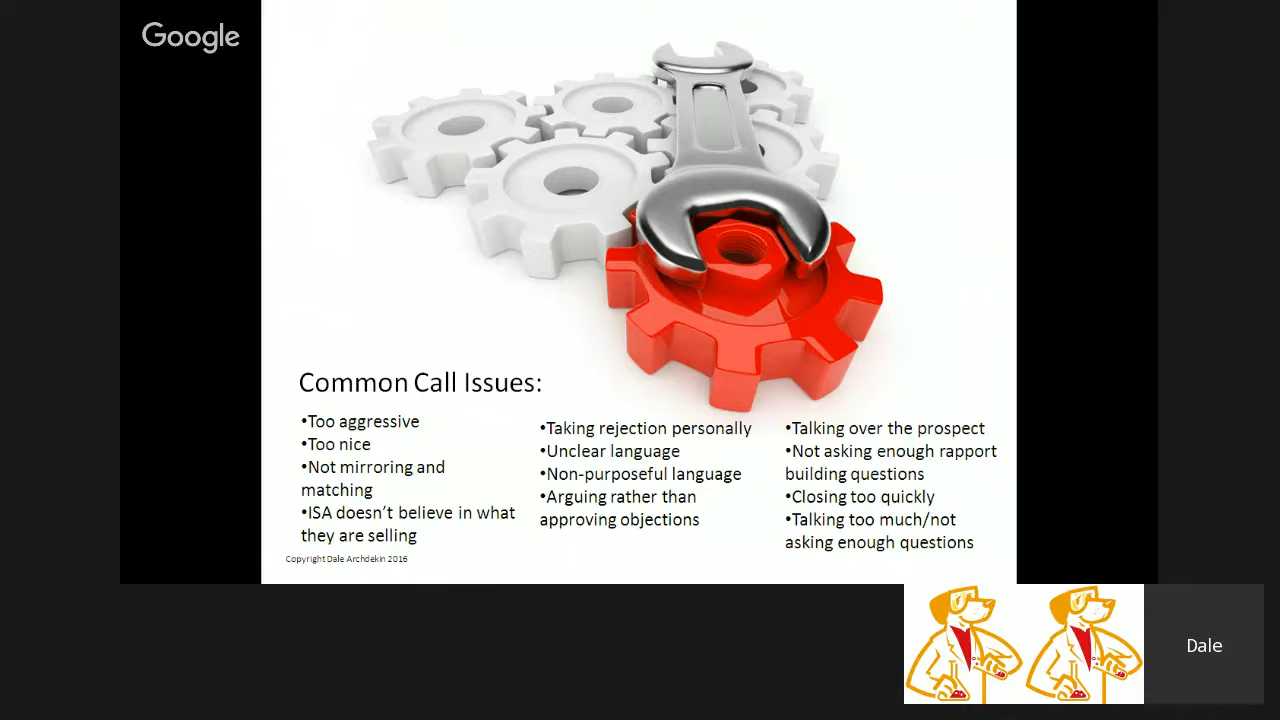 Google
Common Call Issues:
•Too aggressive
•Too nice
•Not mirroring and
matching
•ISA doesn’t believe in what
they are selling
•Taking rejection personally
•Unclear language
•Non-purposeful language
•Arguing rather than
approving objections
•Talking over the prospect
•Not asking enough rapport
building questions
•Closing too quickly
•Talking too much/not
asking enough questions
Copyright Dale Archdekin 2016
Dale